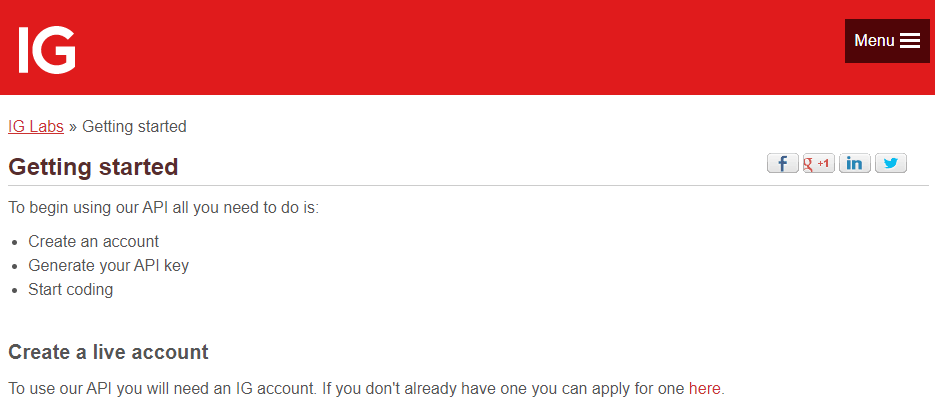 IG
Menu
IG Labs » Getting started
Getting started
f
g +1
in
To begin using our API all you need to do is:
• Create an account
• Generate your API key
• Start coding
Create a live account
To use our API you will need an IG account. If you don't already have one you can apply for one here.